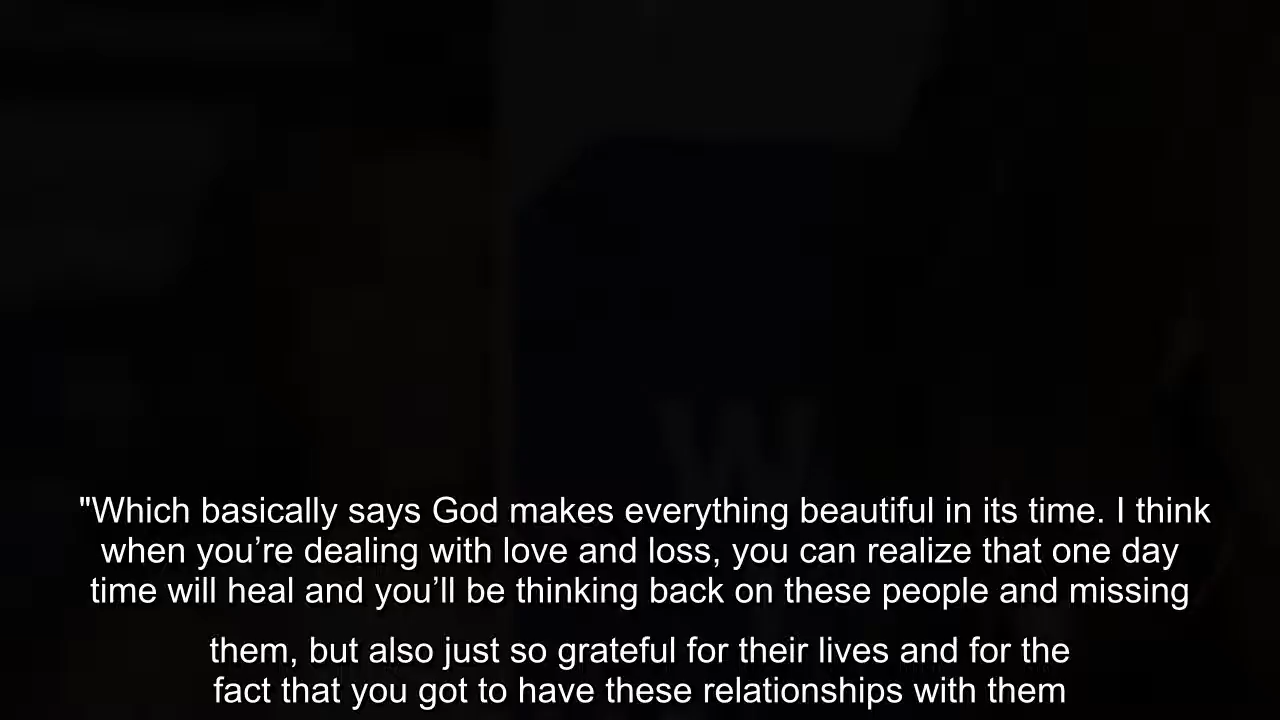 "Which basically says God makes everything beautiful in its time. I think
when you’re dealing with love and loss, you can realize that one day
time will heal and you’ll be thinking back on these people and missing
them, but also just so grateful for their lives and for the
fact that you got to have these relationships with them